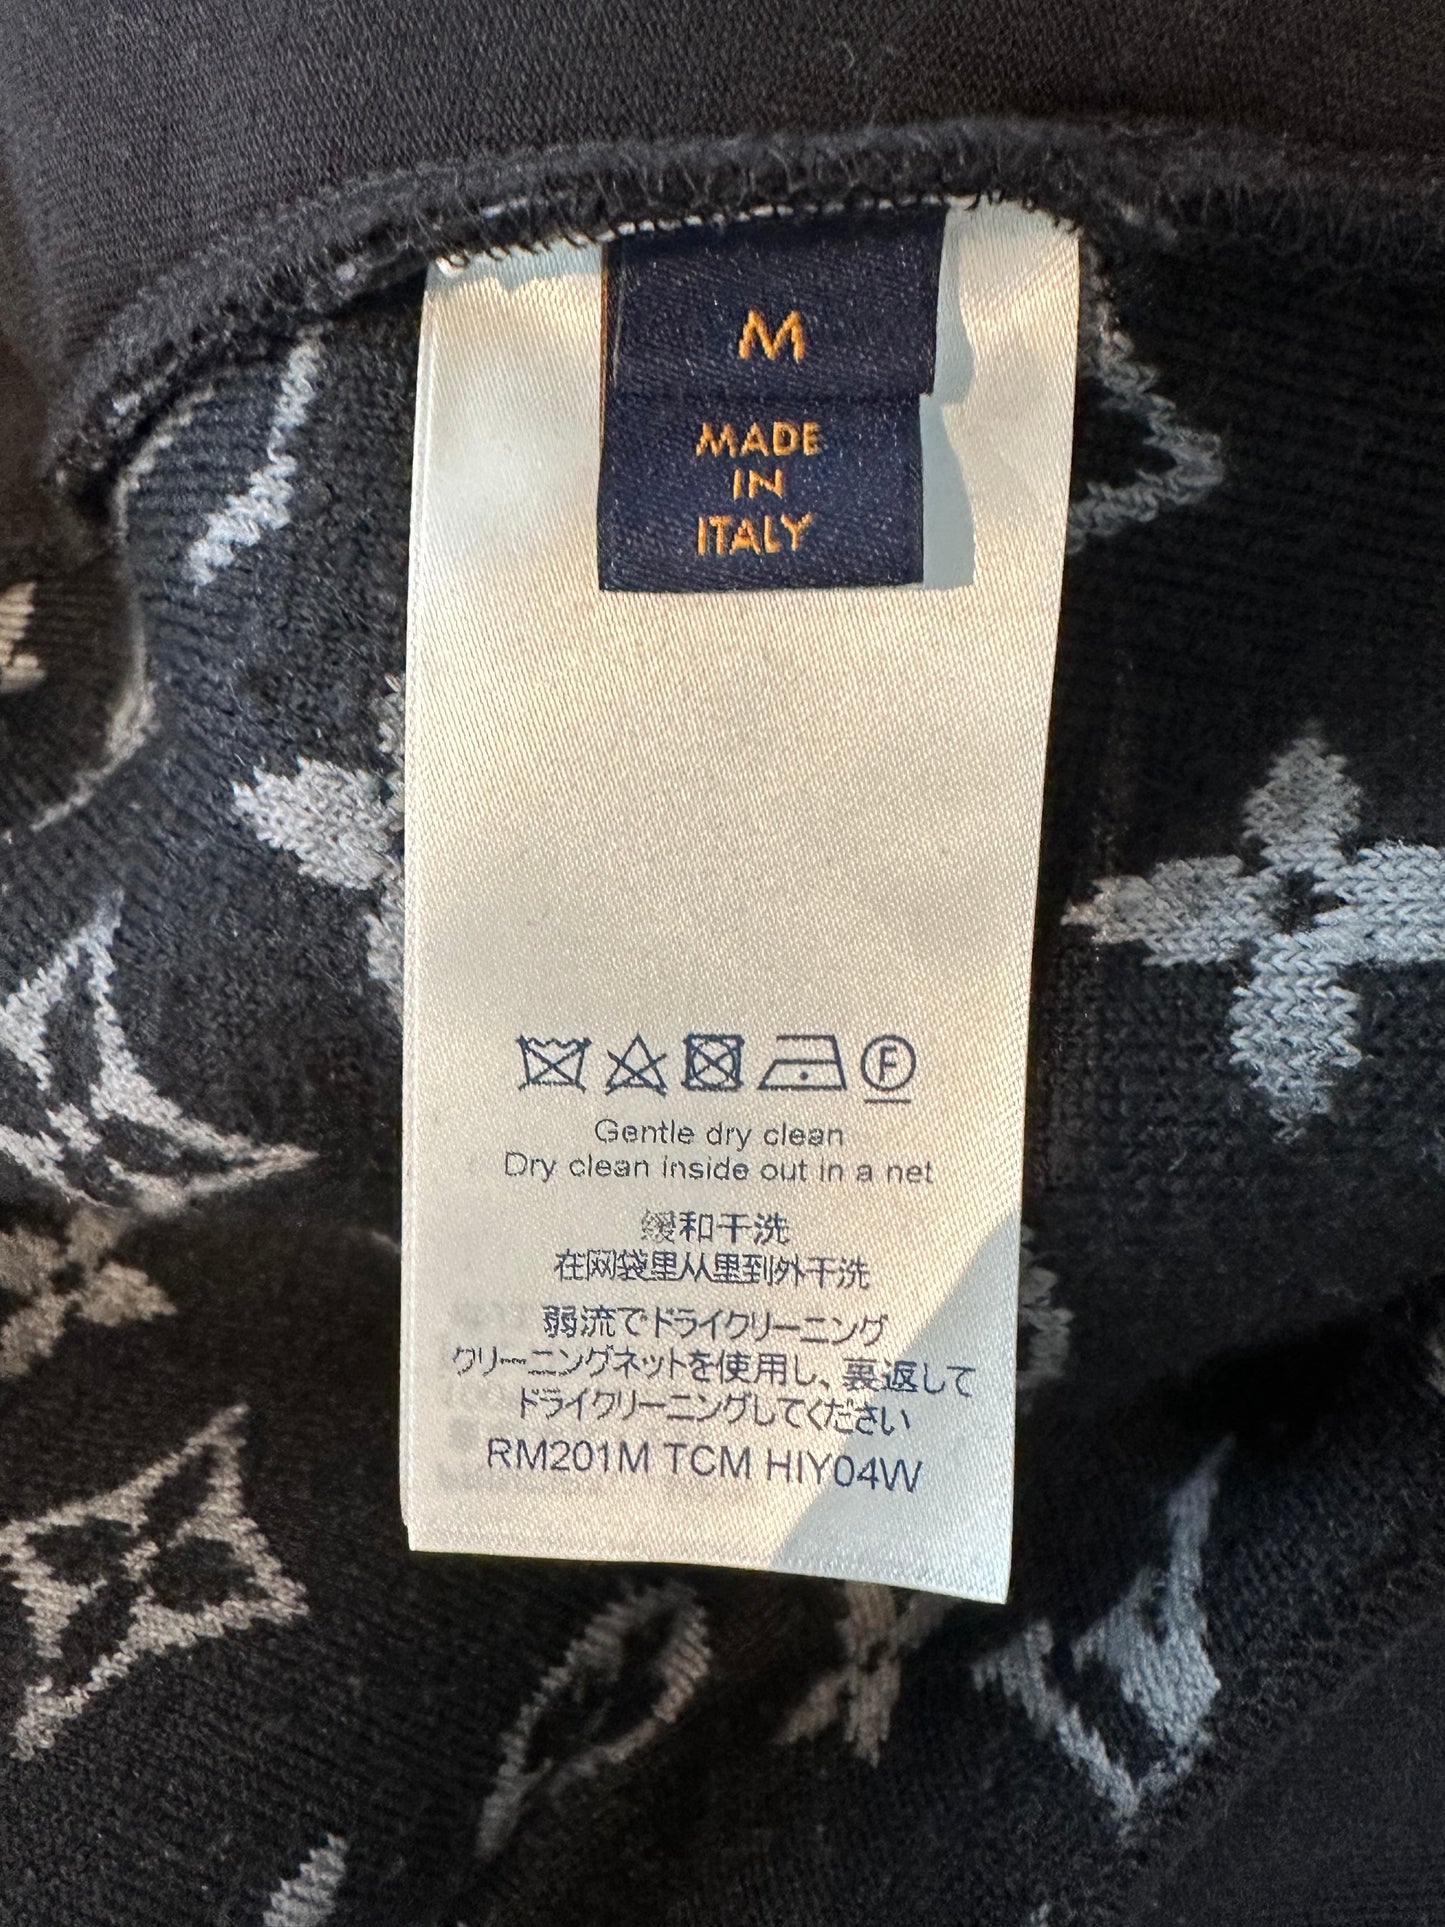 M
MADE
IN
ITALY
F
Gentle dry clean
Dry clean inside out in a net
缓和干洗
在网袋里从里到外干洗
弱流でドライクリーニング
クリーニングネットを使用し、裏返して
ドライクリーニングしてください
RM201M TCM HIY04W